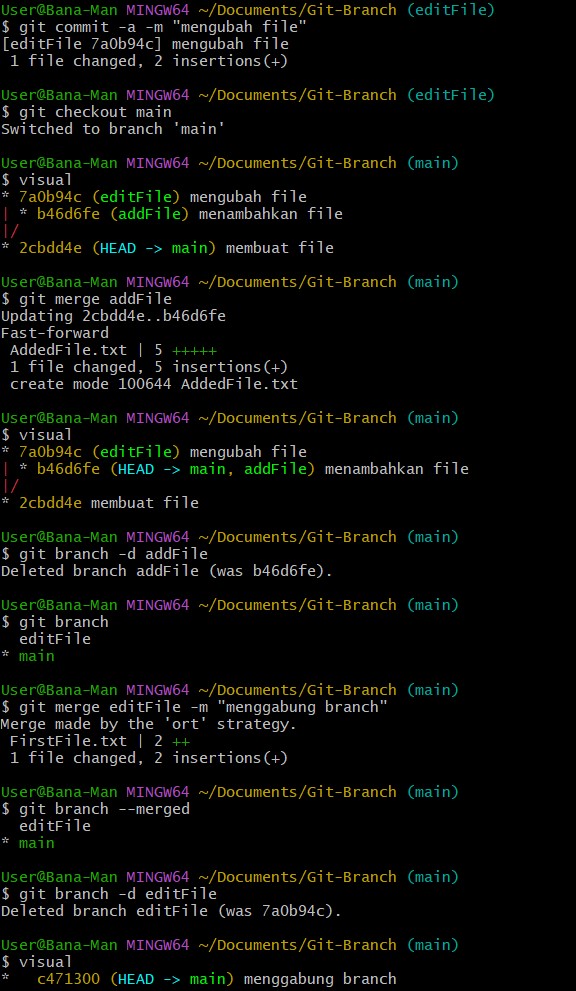 User@Bana-Man MINGW64 ~/Documents/Git-Branch (editFile)
$ git commit -a -m "mengubah file"
[editFile 7a0b94c] mengubah file
 1 file changed, 2 insertions(+)

User@Bana-Man MINGW64 ~/Documents/Git-Branch (editFile)
$ git checkout main
Switched to branch 'main'

User@Bana-Man MINGW64 ~/Documents/Git-Branch (main)
$ visual
* 7a0b94c (editFile) mengubah file
| * b46d6fe (addFile) menambahkan file
|/
* 2cbdd4e (HEAD -> main) membuat file

User@Bana-Man MINGW64 ~/Documents/Git-Branch (main)
$ git merge addFile
Updating 2cbdd4e..b46d6fe
Fast-forward
 AddedFile.txt | 5 +++++
 1 file changed, 5 insertions(+)
 create mode 100644 AddedFile.txt

User@Bana-Man MINGW64 ~/Documents/Git-Branch (main)
$ visual
* 7a0b94c (editFile) mengubah file
| * b46d6fe (HEAD -> main, addFile) menambahkan file
|/
* 2cbdd4e membuat file

User@Bana-Man MINGW64 ~/Documents/Git-Branch (main)
$ git branch -d addFile
Deleted branch addFile (was b46d6fe).

User@Bana-Man MINGW64 ~/Documents/Git-Branch (main)
$ git branch
  editFile
* main

User@Bana-Man MINGW64 ~/Documents/Git-Branch (main)
$ git merge editFile -m "menggabung branch"
Merge made by the 'ort' strategy.
 FirstFile.txt | 2 ++
 1 file changed, 2 insertions(+)

User@Bana-Man MINGW64 ~/Documents/Git-Branch (main)
$ git branch --merged
  editFile
* main

User@Bana-Man MINGW64 ~/Documents/Git-Branch (main)
$ git branch -d editFile
Deleted branch editFile (was 7a0b94c).

User@Bana-Man MINGW64 ~/Documents/Git-Branch (main)
$ visual
*   c471300 (HEAD -> main) menggabung branch